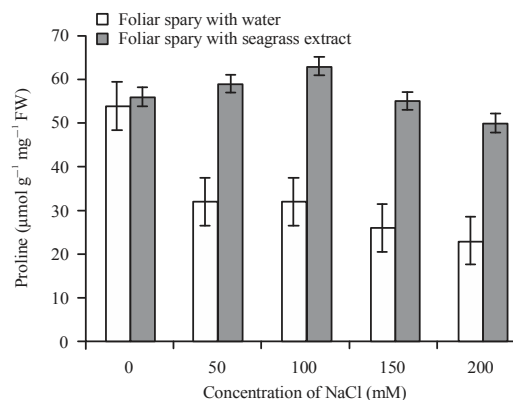 Foliar spary with water
Foliar spary with seagrass extract
70
60
50
40
30
20
10
0
Proline (μmol g⁻¹ mg⁻¹ FW)
0 50 100 150 200
Concentration of NaCl (mM)